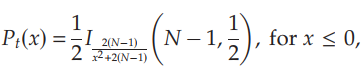 P_t(x) = \frac{1}{2} I_{\frac{2(N-1)}{x^2+2(N-1)}} \left( N - 1, \frac{1}{2} \right), for x ≤ 0,